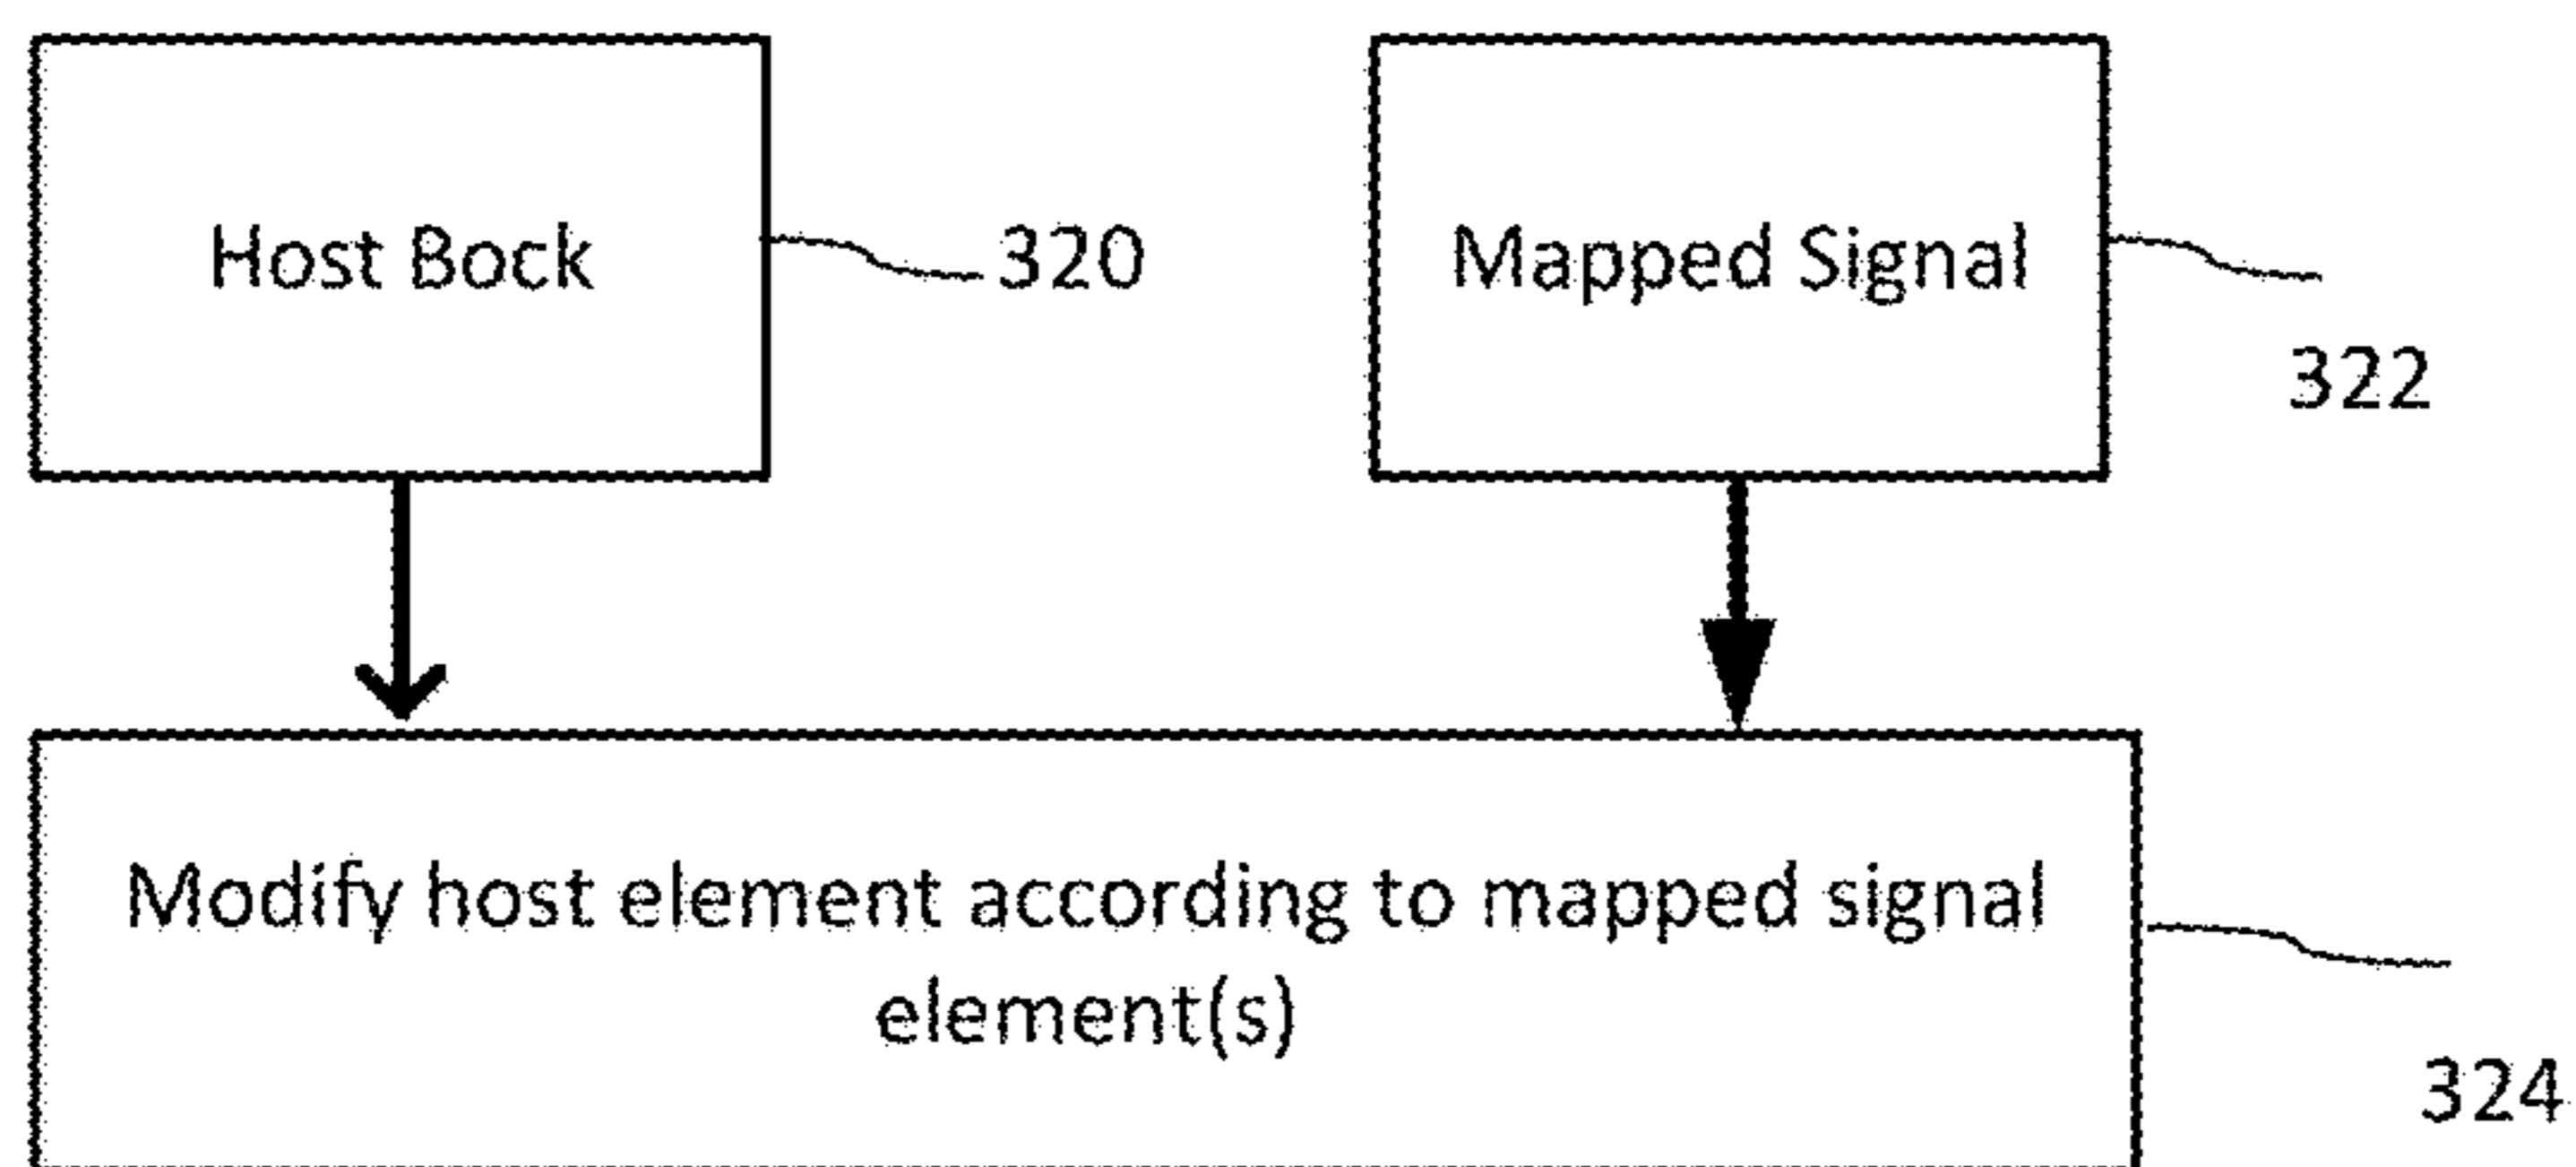 Host Bock
320
Mapped Signal
322
Modify host element according to mapped signal
element(s)
324